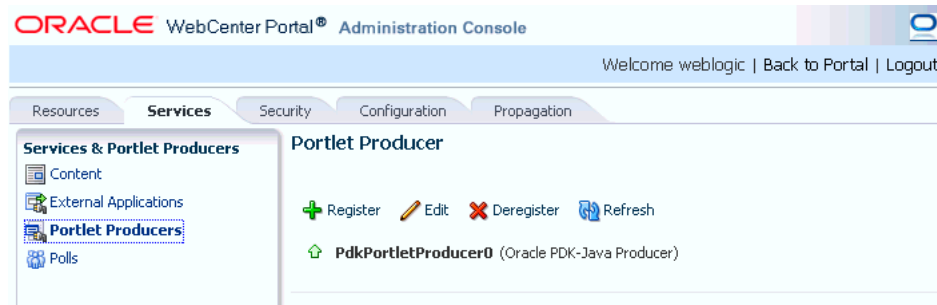 ORACLE WebCenter Portal® Administration Console
Welcome weblogic | Back to Portal | Logout
Resources Services Security Configuration Propagation
Services & Portlet Producers
Content
External Applications
Portlet Producers
Polls
Portlet Producer
Register Edit Deregister Refresh
PdkPortletProducer0 (Oracle PDK-Java Producer)